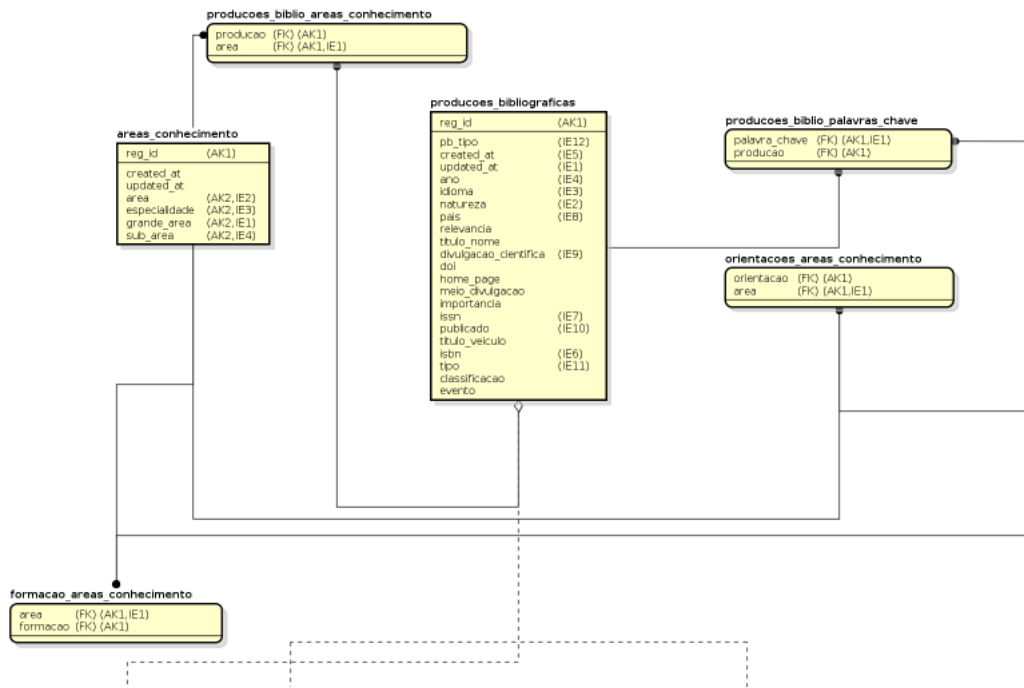 producoes_biblio_areas_conhecimento
producao (FK) (AK1)
area (FK) (AK1,IE1)
producoes_bibliograficas
reg_id (AK1)
pb_tipo (IE12)
created_at (IE5)
updated_at (IE1)
ano (IE4)
idioma (IE3)
natureza (IE2)
pais (IE8)
relevancia
titulo_nome
divulgacao_cientifica (IE9)
doi
home_page
meio_divulgacao
importancia
issn (IE7)
publicado (IE10)
titulo_veiculo
isbn (IE6)
tipo (IE11)
classificacao
evento
producoes_biblio_palavras_chave
palavra_chave (FK) (AK1,IE1)
producao (FK) (AK1)
areas_conhecimento
reg_id (AK1)
created_at
updated_at
area (AK2,IE2)
especialidade (AK2,IE3)
grande_area (AK2,IE1)
sub_area (AK2,IE4)
orientacoes_areas_conhecimento
orientacao (FK) (AK1)
area (FK) (AK1,IE1)
formacao_areas_conhecimento
area (FK) (AK1,IE1)
formacao (FK) (AK1)